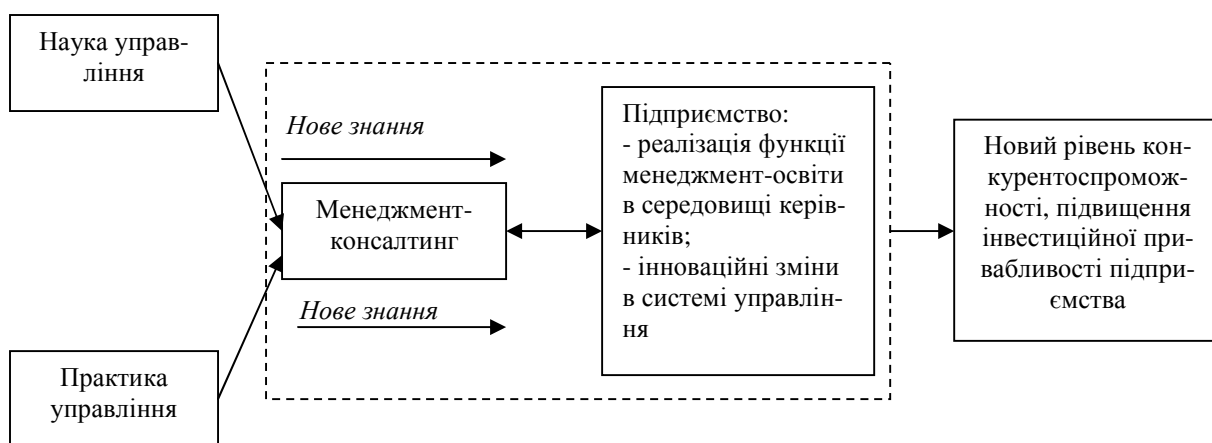 Наука управ-
ління
Нове знання
Менеджмент-
консалтинг
Нове знання
Практика
управління
Підприємство:
- реалізація функції
менеджмент-освіти
в середовищі керів-
ників;
- інноваційні зміни
в системі управлін-
ня
Новий рівень кон-
курентоспромож-
ності, підвищення
інвестиційної при-
вабливості підпри-
ємства